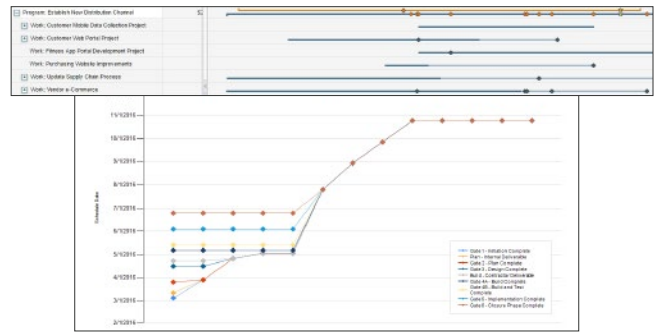 Program: Establish New Distribution Channel
Work: Customer Mobile Data Collection Project
Work: Customer Web Portal Project
Work: Fitness App Portal Development Project
Work: Purchasing Website Improvements
Work: Update Supply Chain Process
Work: Vendor e-Commerce
11/1/2016
10/1/2016
9/1/2016
8/1/2016
7/1/2016
6/1/2016
5/1/2016
4/1/2016
3/1/2016
2/1/2016
Schedule Date
Gate 1 - Initiation Complete
Plan - Internal Deliverable
Gate 2 - Plan Complete
Gate 3 - Design Complete
Build - Contractor Deliverable
Gate 4A - Build Complete
Gate 4B - Build and Test
Complete
Gate 5 - Implementation Complete
Gate 6 - Closure Phase Complete